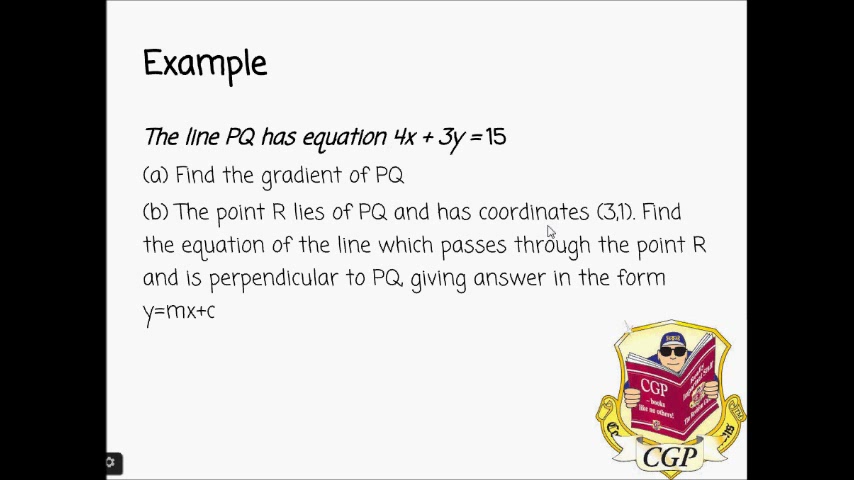 Example
The line PQ has equation 4x + 3y = 15
(a) Find the gradient of PQ
(b) The point R lies of PQ and has coordinates (3,1). Find
the equation of the line which passes through the point R
and is perpendicular to PQ, giving answer in the form
y=mx+c
CGP
- books
like no others!
CGP